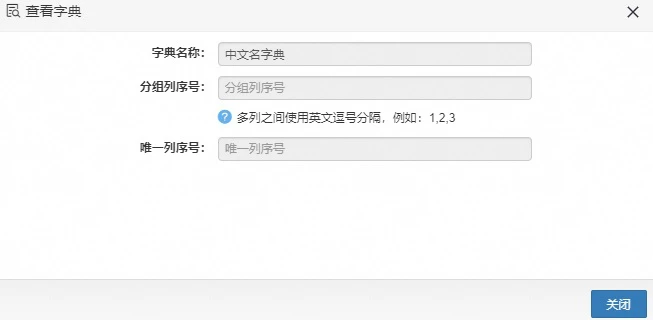 查看字典
字典名称： 中文名字典
分组列序号： 分组列序号
? 多列之间使用英文逗号分隔，例如：1,2,3
唯一列序号： 唯一列序号
关闭